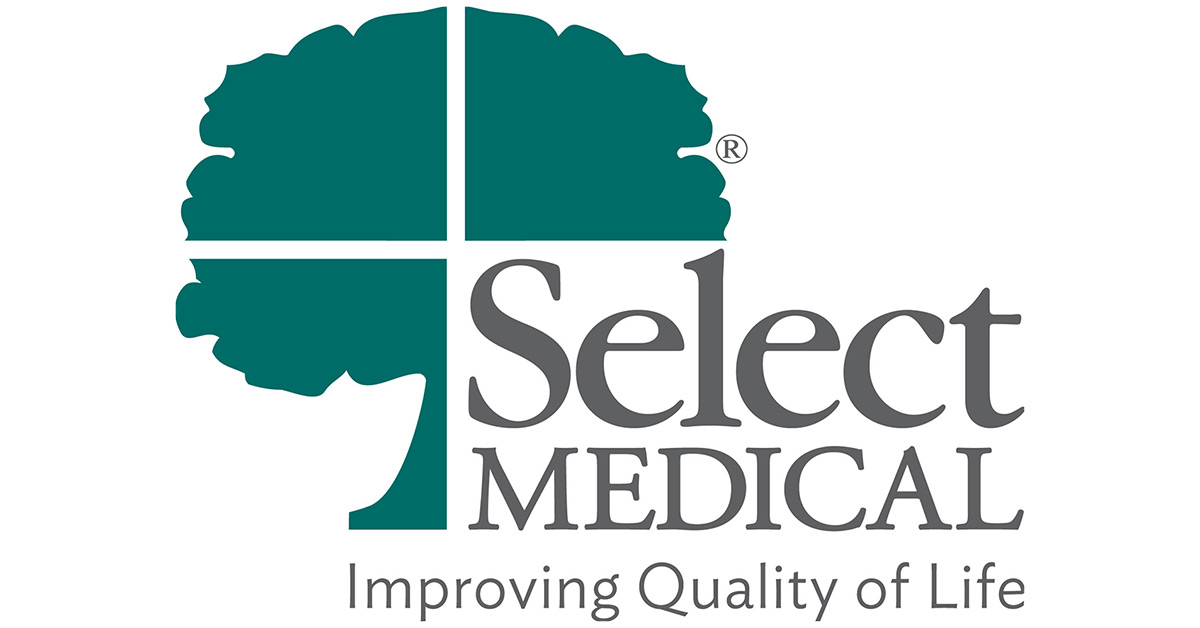 ®
Select
MEDICAL
Improving Quality of Life